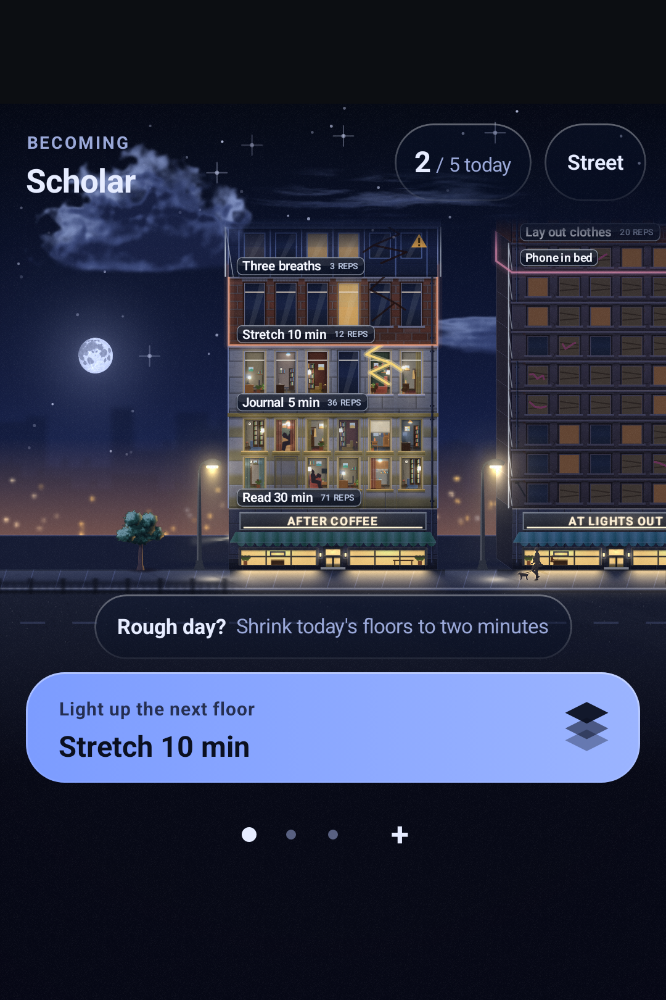 BECOMING
Scholar
2 / 5 today
Street
Lay out clothes 20 REPS
Phone in bed
Three breaths 3 REPS
Stretch 10 min 12 REPS
Journal 5 min 36 REPS
Read 30 min 71 REPS
AFTER COFFEE
AT LIGHTS OUT
Rough day? Shrink today's floors to two minutes
Light up the next floor
Stretch 10 min